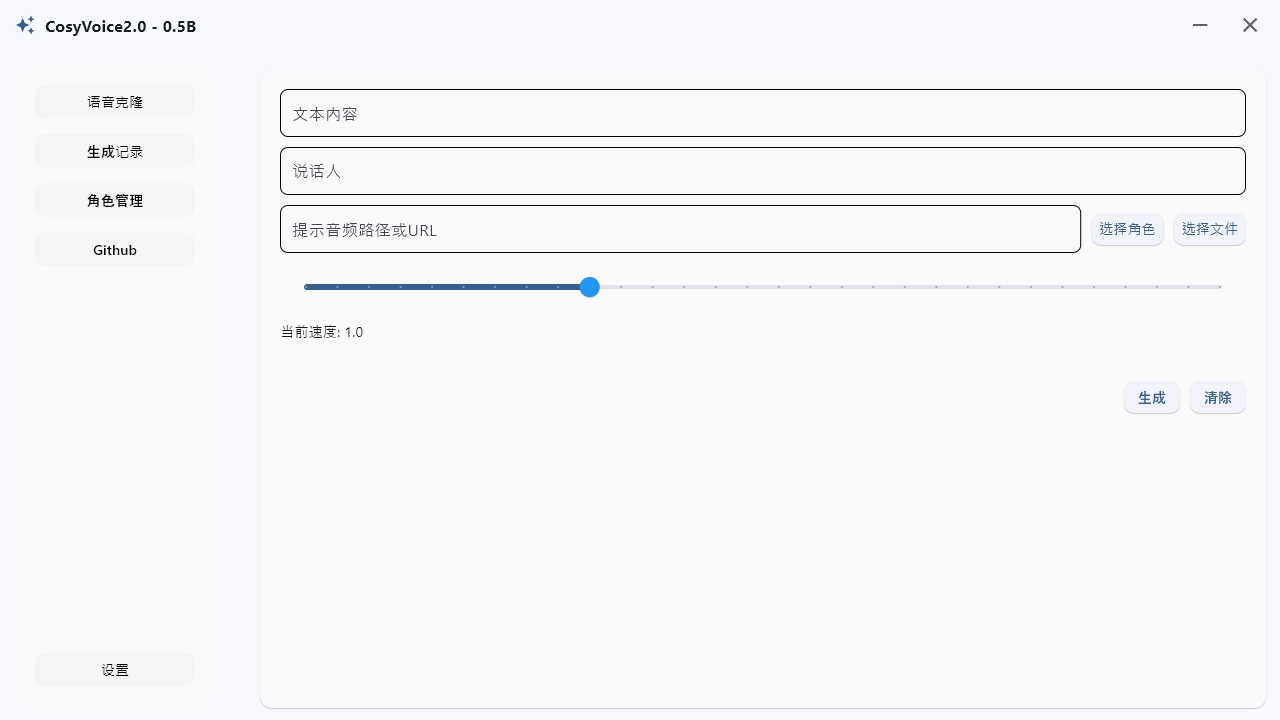 CosyVoice2.0 - 0.5B
语音克隆
生成记录
角色管理
Github
设置
文本内容
说话人
提示音频路径或URL
选择角色
选择文件
当前速度: 1.0
生成
清除